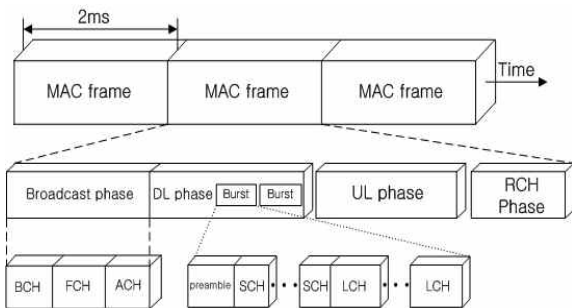 2ms
MAC frame MAC frame MAC frame Time
Broadcast phase DL phase Burst Burst UL phase RCH
Phase
BCH FCH ACH preamble SCH • • • SCH LCH • • • LCH